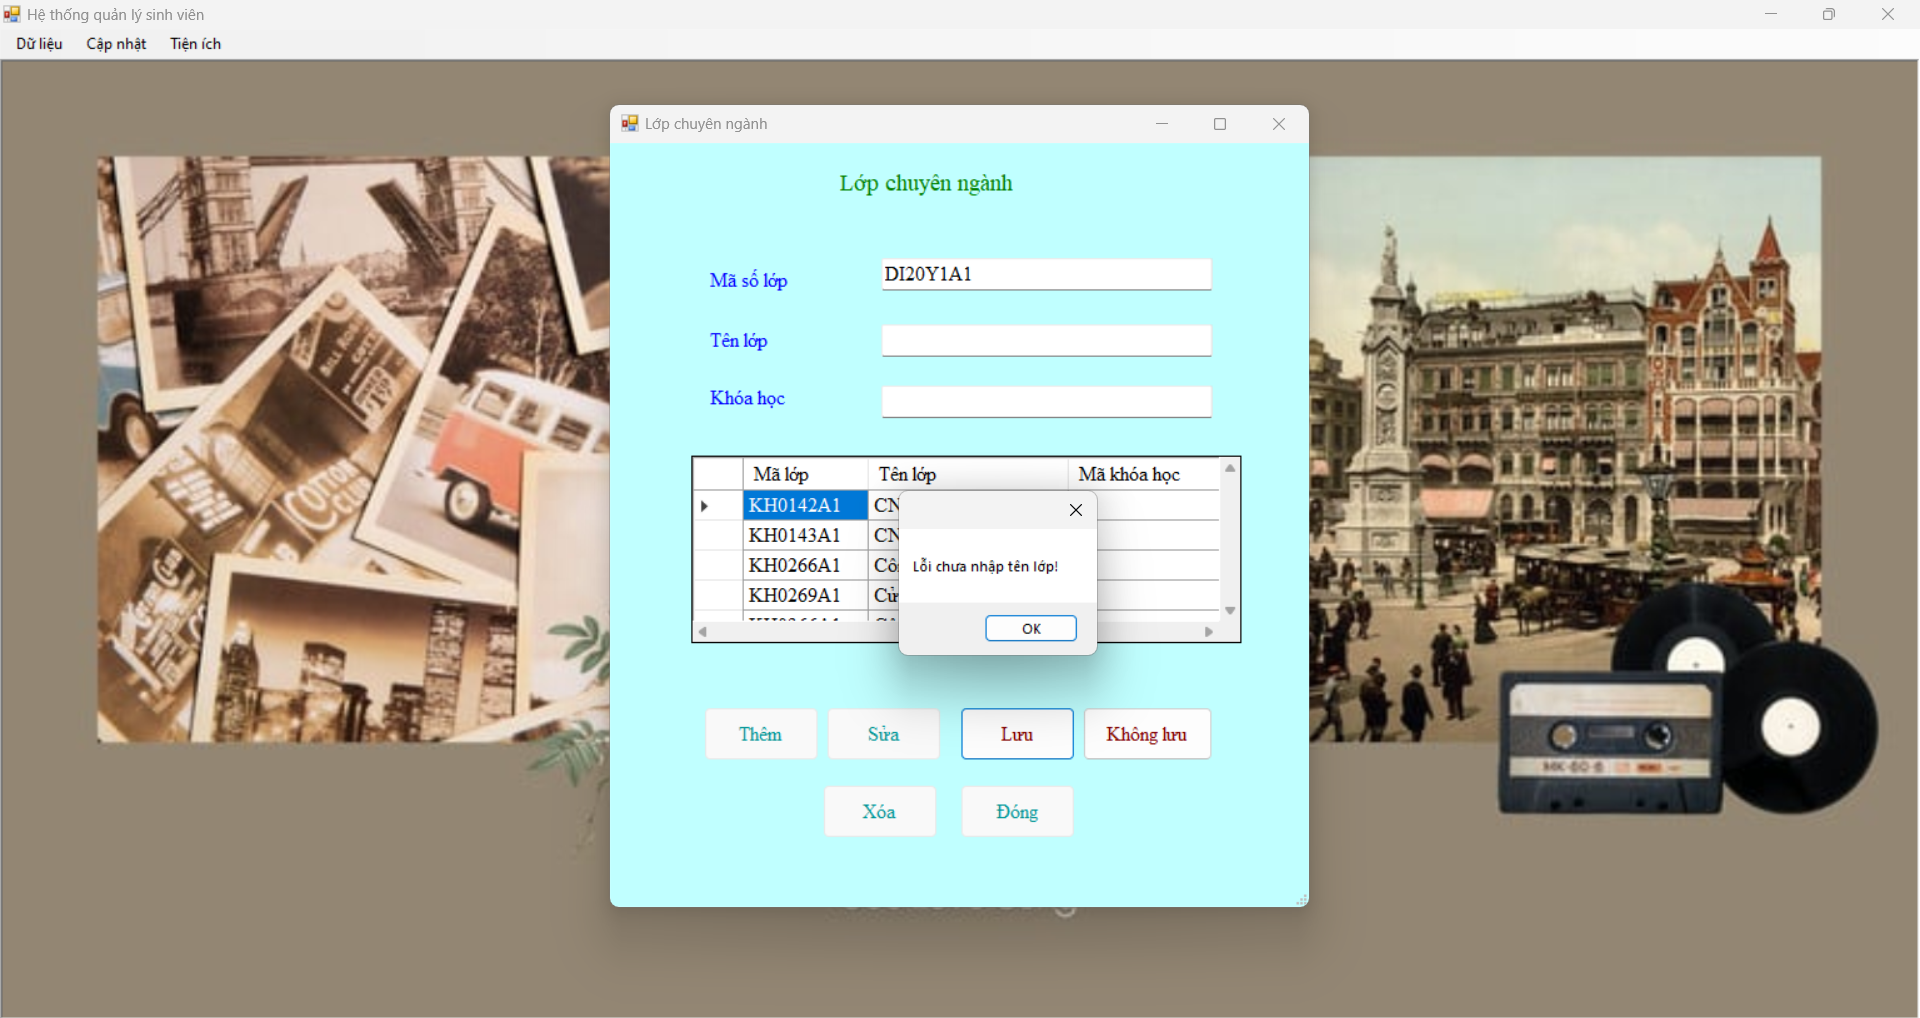 Hệ thống quản lý sinh viên
Dữ liệu Cập nhật Tiện ích
Lớp chuyên ngành
Lớp chuyên ngành
Mã số lớp DI20Y1A1
Tên lớp
Khóa học
Mã lớp Tên lớp Mã khóa học
KH0142A1 CN
KH0143A1 CN
KH0266A1
KH0269A1
Lỗi chưa nhập tên lớp!
OK
Thêm Sửa Lưu Không lưu
Xóa Đóng
COTTON
CLUB